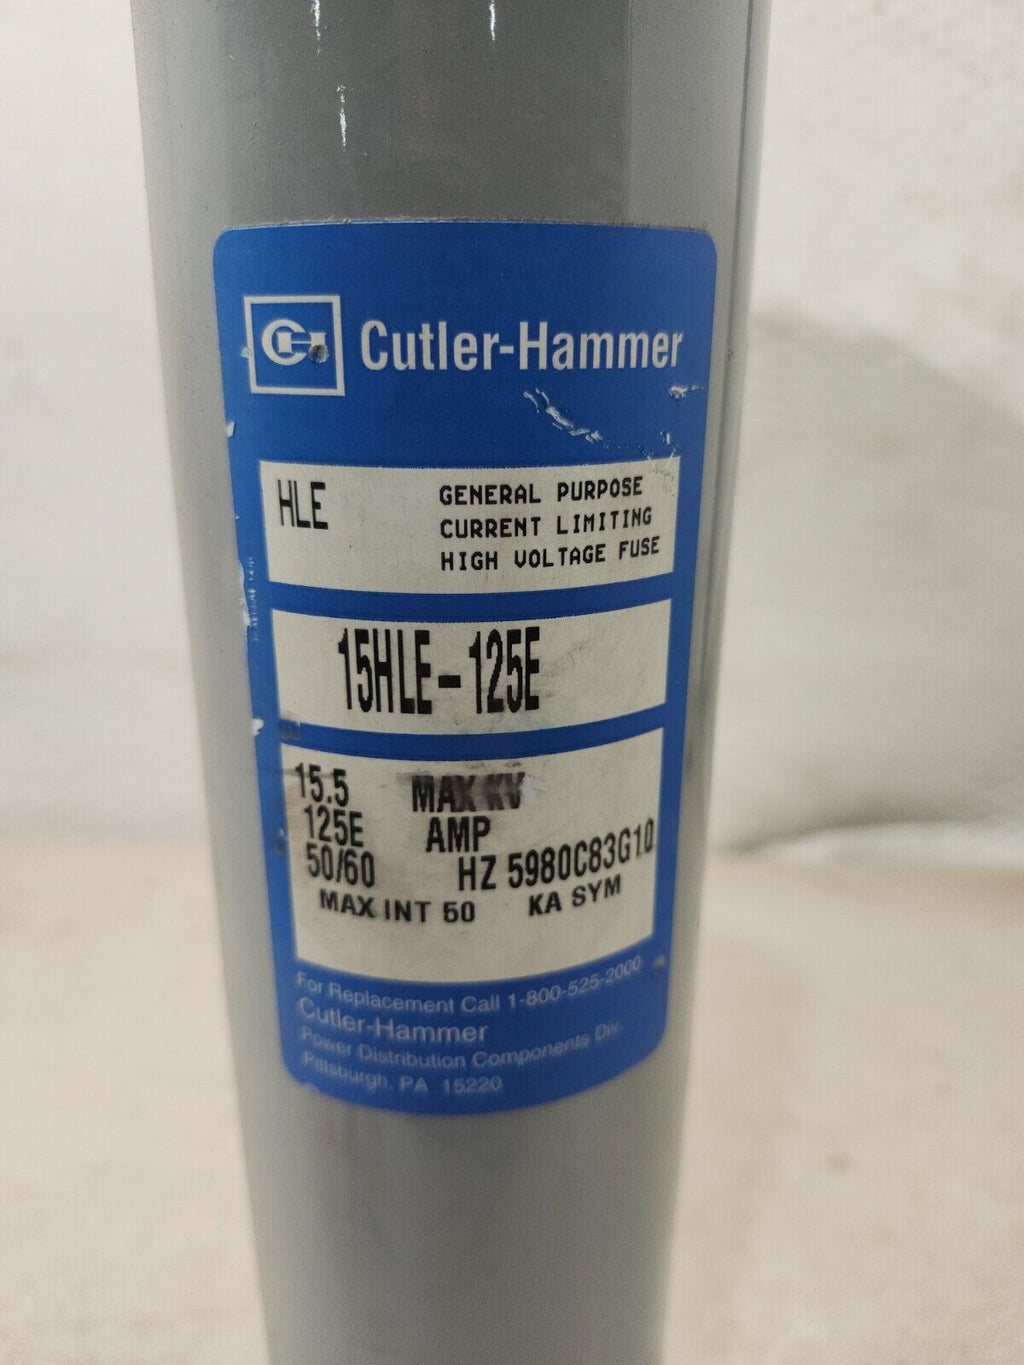 Cutler-Hammer
HLE
GENERAL PURPOSE
CURRENT LIMITING
HIGH VOLTAGE FUSE
15HLE-125E
15.5 MAX KV
125E AMP
50/60 HZ 5980C83G10
MAX INT 50 KA SYM
For Replacement Call 1-800-525-2000
Cutler-Hammer
Power Distribution Components Div.
Pittsburgh, PA 15220